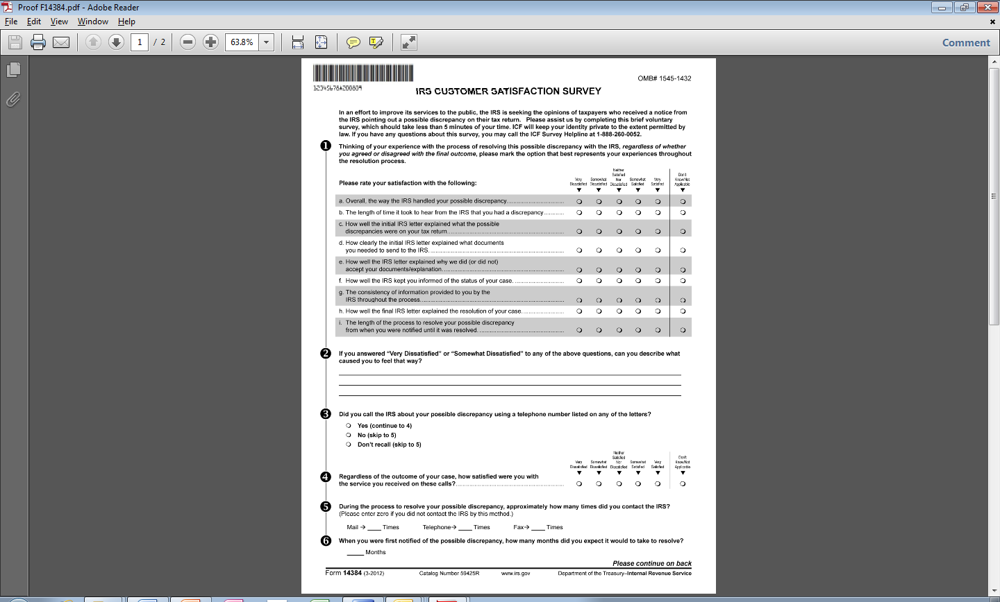 Proof F14384.pdf - Adobe Reader
File Edit View Window Help
1 / 2 63.8% Comment
OMB# 1545-1432
IRS CUSTOMER SATISFACTION SURVEY
In an effort to improve its services to the public, the IRS is seeking the opinions of taxpayers who received a notice from
the IRS pointing out a possible discrepancy on their tax return. Please assist us by completing this brief voluntary
survey, which should take less than 5 minutes of your time. ICF will keep your identity private to the extent permitted by
law. If you have any questions about this survey, you may call the ICF Survey Helpline at 1-888-260-0052.
1 Thinking of your experience with the process of resolving this possible discrepancy with the IRS, regardless of whether
you agreed or disagreed with the final outcome, please mark the option that best represents your experiences throughout
the resolution process.
Please rate your satisfaction with the following:
Very Dissatisfied
Somewhat Dissatisfied
Neither Satisfied Nor Dissatisfied
Somewhat Satisfied
Very Satisfied
Don't Know/Not Applicable
a. Overall, the way the IRS handled your possible discrepancy
b. The length of time it took to hear from the IRS that you had a discrepancy
c. How well the initial IRS letter explained what the possible
discrepancies were on your tax return
d. How clearly the initial IRS letter explained what documents
you needed to send to the IRS.
e. How well the IRS letter explained why we did (or did not)
accept your documents/explanation.
f. How well the IRS kept you informed of the status of your case.
g. The consistency of information provided to you by the
IRS throughout the process.
h. How well the final IRS letter explained the resolution of your case.
i. The length of the process to resolve your possible discrepancy
from when you were notified until it was resolved.
2 If you answered “Very Dissatisfied” or “Somewhat Dissatisfied” to any of the above questions, can you describe what
caused you to feel that way?
3 Did you call the IRS about your possible discrepancy using a telephone number listed on any of the letters?
Yes (continue to 4)
No (skip to 5)
Don't recall (skip to 5)
Very Dissatisfied
Somewhat Dissatisfied
Neither Satisfied Nor Dissatisfied
Somewhat Satisfied
Very Satisfied
Don't Know/Not Applicable
4 Regardless of the outcome of your case, how satisfied were you with
the service you received on these calls?
5 During the process to resolve your possible discrepancy, approximately how many times did you contact the IRS?
(Please enter zero if you did not contact the IRS by this method.)
Mail → ____ Times Telephone→ ____ Times Fax→ ____ Times
6 When you were first notified of the possible discrepancy, how many months did you expect it would to take to resolve?
_____ Months
Please continue on back
Form 14384 (3-2012) Catalog Number 59425R www.irs.gov Department of the Treasury–Internal Revenue Service